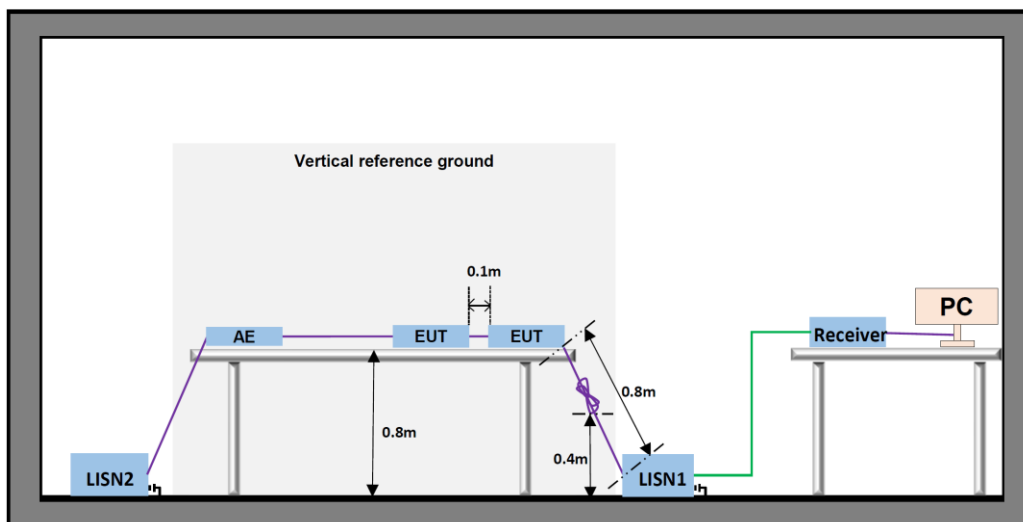 Vertical reference ground
0.1m
AE
EUT
EUT
Receiver
PC
0.8m
0.8m
0.4m
LISN2
LISN1